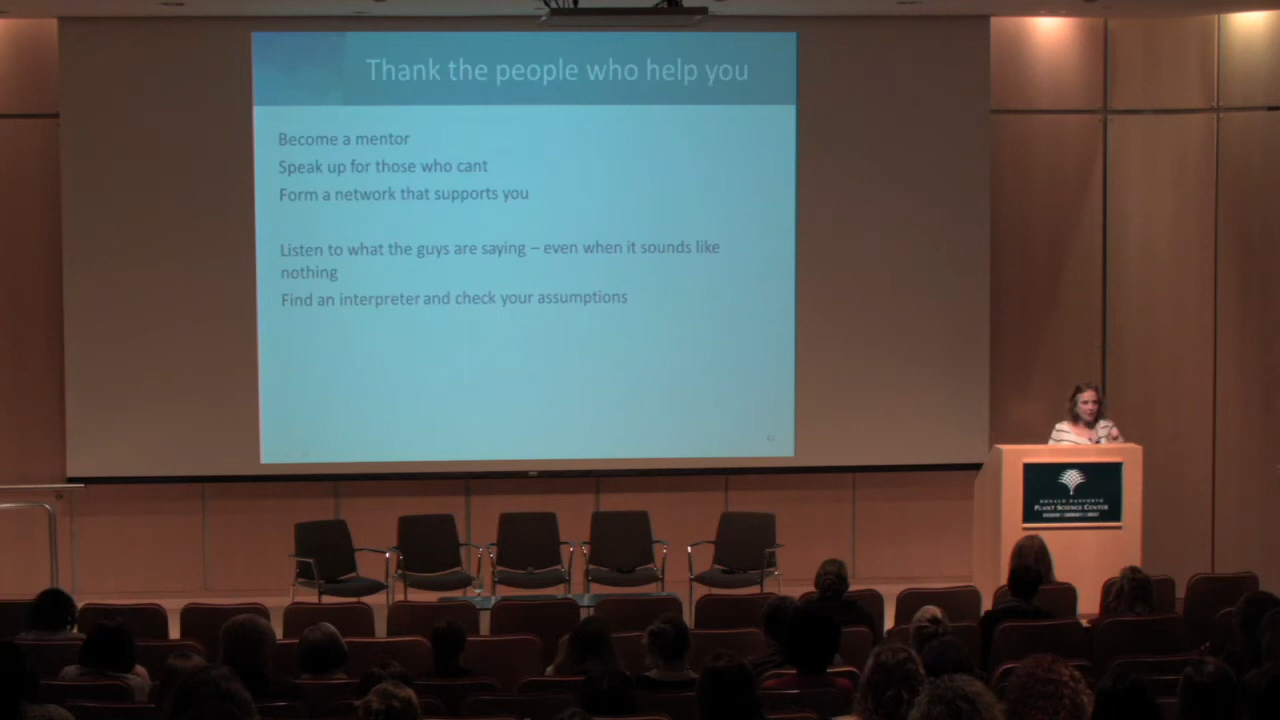 Thank the people who help you
Become a mentor
Speak up for those who cant
Form a network that supports you
Listen to what the guys are saying – even when it sounds like
nothing
Find an interpreter and check your assumptions
DONALD DANFORTH
PLANT SCIENCE CENTER